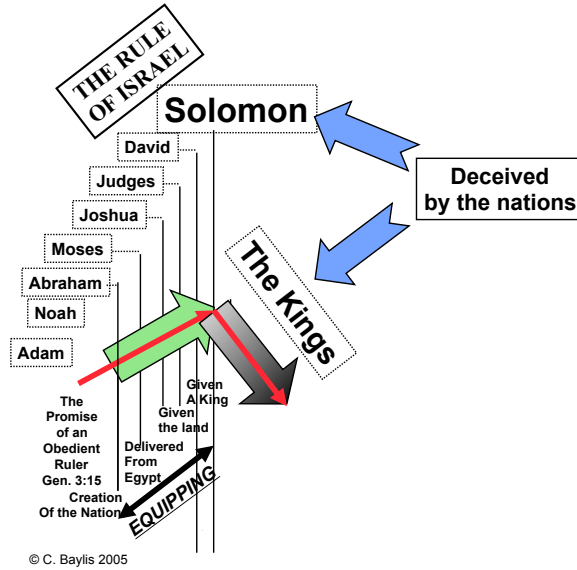 THE RULE
OF ISRAEL
Solomon
David
Judges
Joshua
Moses
Abraham
Noah
Adam
Deceived
by the nations
The Kings
The
Promise
of an
Obedient
Ruler
Gen. 3:15
Creation
Of the Nation
Delivered
From
Egypt
Given
the land
Given
A King
EQUIPPING
© C. Baylis 2005